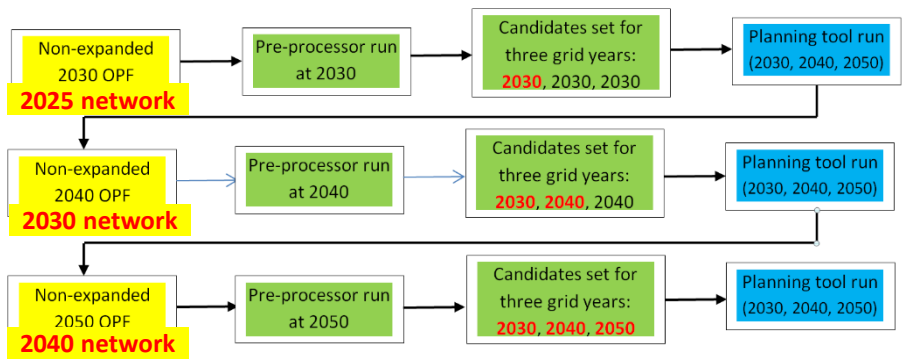 Non-expanded
2030 OPF
2025 network
Pre-processor run
at 2030
Candidates set for
three grid years:
2030, 2030, 2030
Planning tool run
(2030, 2040, 2050)
Non-expanded
2040 OPF
2030 network
Pre-processor run
at 2040
Candidates set for
three grid years:
2030, 2040, 2040
Planning tool run
(2030, 2040, 2050)
Non-expanded
2050 OPF
2040 network
Pre-processor run
at 2050
Candidates set for
three grid years:
2030, 2040, 2050
Planning tool run
(2030, 2040, 2050)